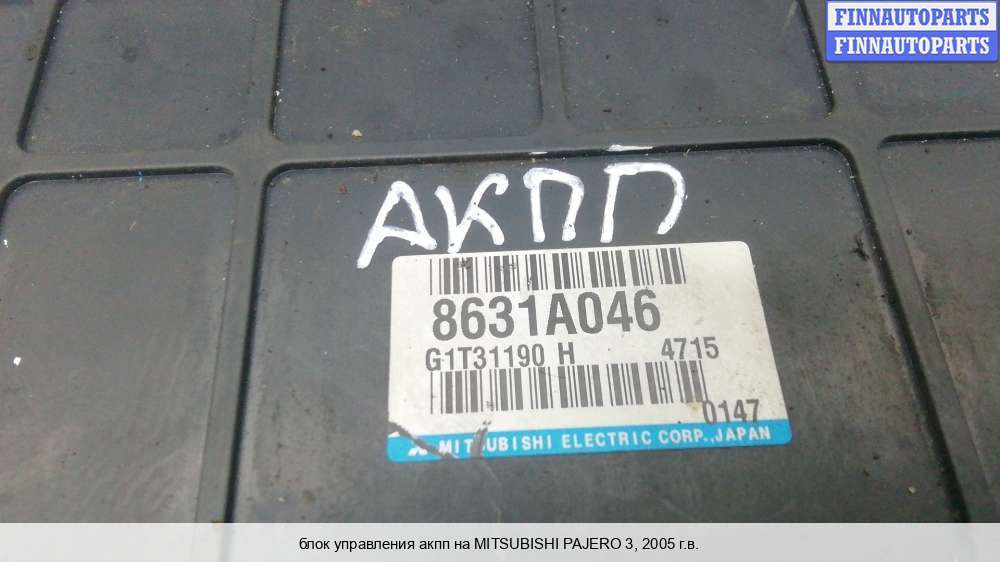 FINNAUTOPARTS
FINNAUTOPARTS
АКПП
8631A046
G1T31190 H 4715
0147
MITSUBISHI ELECTRIC CORP.,JAPAN
блок управления акпп на MITSUBISHI PAJERO 3, 2005 г.в.